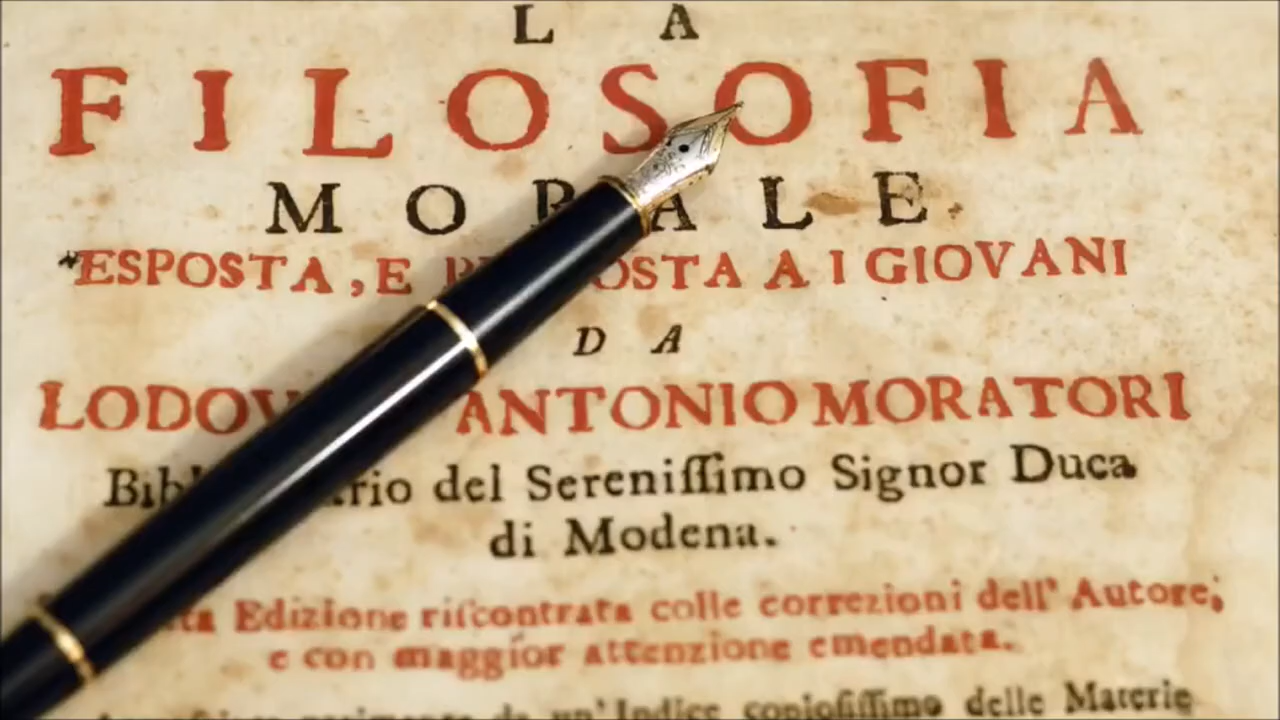 LA
FILOSOFIA
MORALE.
ESPOSTA, E A I GIOVANI
DA
ANTONIO MORATORI
del Sereniſſimo Signor Duca
di Modena.
Edizione riſcontrata colle correzioni dell' Autore;
e con maggior attenzione emendata.
un' Indice copioſiſſimo delle Materie